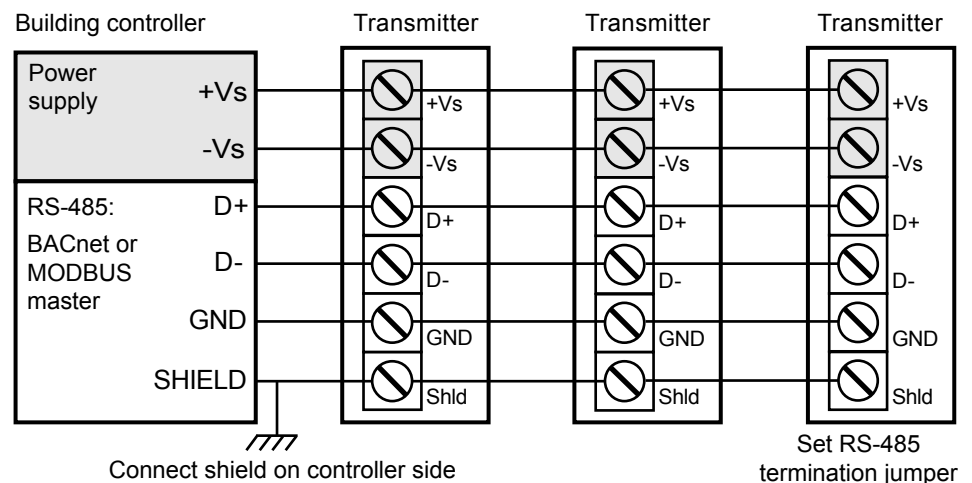 Building controller
Transmitter
Transmitter
Transmitter
Power
supply
+Vs
-Vs
RS-485:
BACnet or
MODBUS
master
D+
D-
GND
SHIELD
+Vs
-Vs
D+
D-
GND
Shld
+Vs
-Vs
D+
D-
GND
Shld
+Vs
-Vs
D+
D-
GND
Shld
Connect shield on controller side
Set RS-485
termination jumper